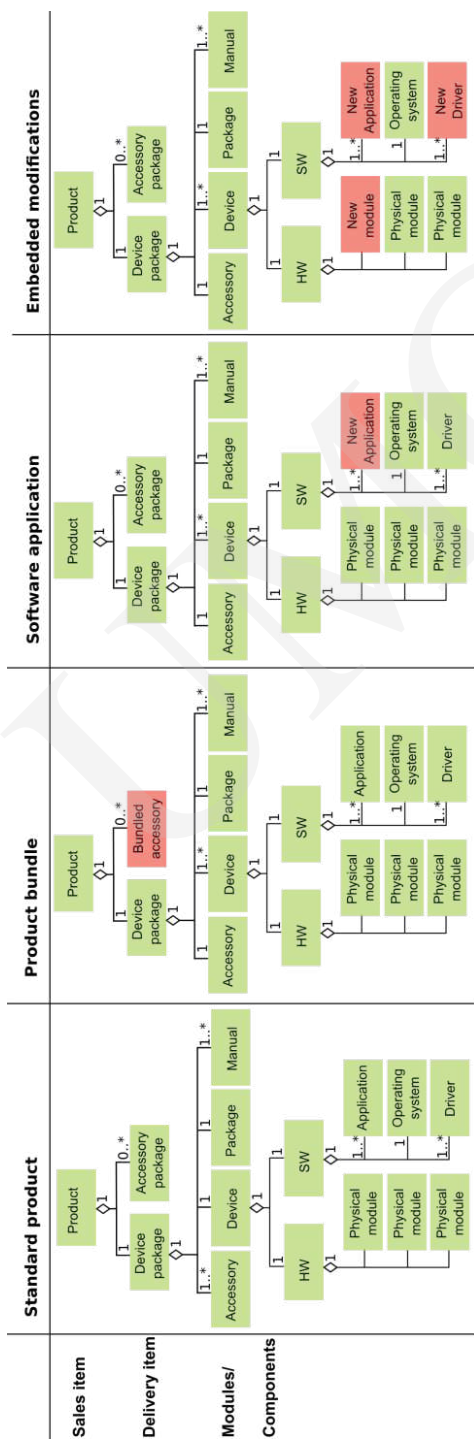 Standard product
Product bundle
Software application
Embedded modifications
Sales item
Product
1
Product
1
Product
1
Product
1
Delivery item
1
0..*
1
0..*
1
0..*
1
0..*
Device
package
Accessory
package
Device
package
Bundled
accessory
Device
package
Accessory
package
Device
package
Accessory
package
1
1
1
1
Modules/
1..*
1
1
1..*
1
1..*
1
1..*
1
1..*
1
1..*
1
1..*
1
1..*
Accessory
Device
Package
Manual
Accessory
Device
Package
Manual
Accessory
Device
Package
Manual
Accessory
Device
Package
Manual
Components
1
1
1
1
1
1
1
1
1
1
1
1
HW
SW
HW
SW
HW
SW
HW
SW
1
1
1
1
1
1
1
1
Physical
module
1..*
Application
Physical
module
1..*
Application
Physical
module
1..*
New
Application
New
module
1..*
New
Application
Physical
module
1
Operating
system
Physical
module
1
Operating
system
Physical
module
1
Operating
system
Physical
module
1
Operating
system
Physical
module
1..*
Driver
Physical
module
1..*
Driver
Physical
module
1..*
Driver
Physical
module
1..*
New
Driver